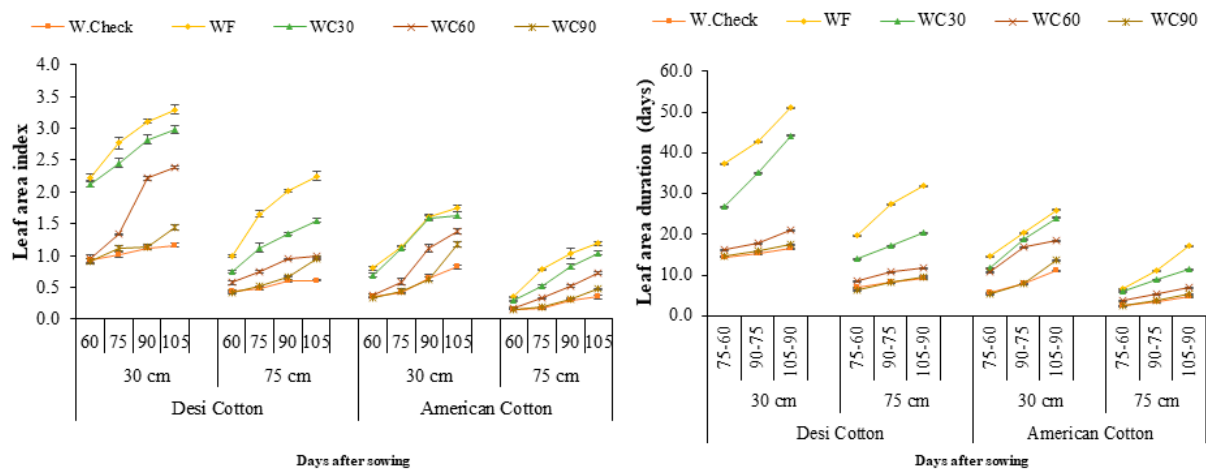 W.Check WF WC30 WC60 WC90
Leaf area index
4.0
3.5
3.0
2.5
2.0
1.5
1.0
0.5
0.0
60 75 90 105 60 75 90 105 60 75 90 105 60 75 90 105
30 cm 75 cm 30 cm 75 cm
Desi Cotton American Cotton
Days after sowing
W.Check WF WC30 WC60 WC90
Leaf area duration (days)
60.0
50.0
40.0
30.0
20.0
10.0
0.0
75-60 90-75 105-90 75-60 90-75 105-90 75-60 90-75 105-90 75-60 90-75 105-90
30 cm 75 cm 30 cm 75 cm
Desi Cotton American Cotton
Days after sowing